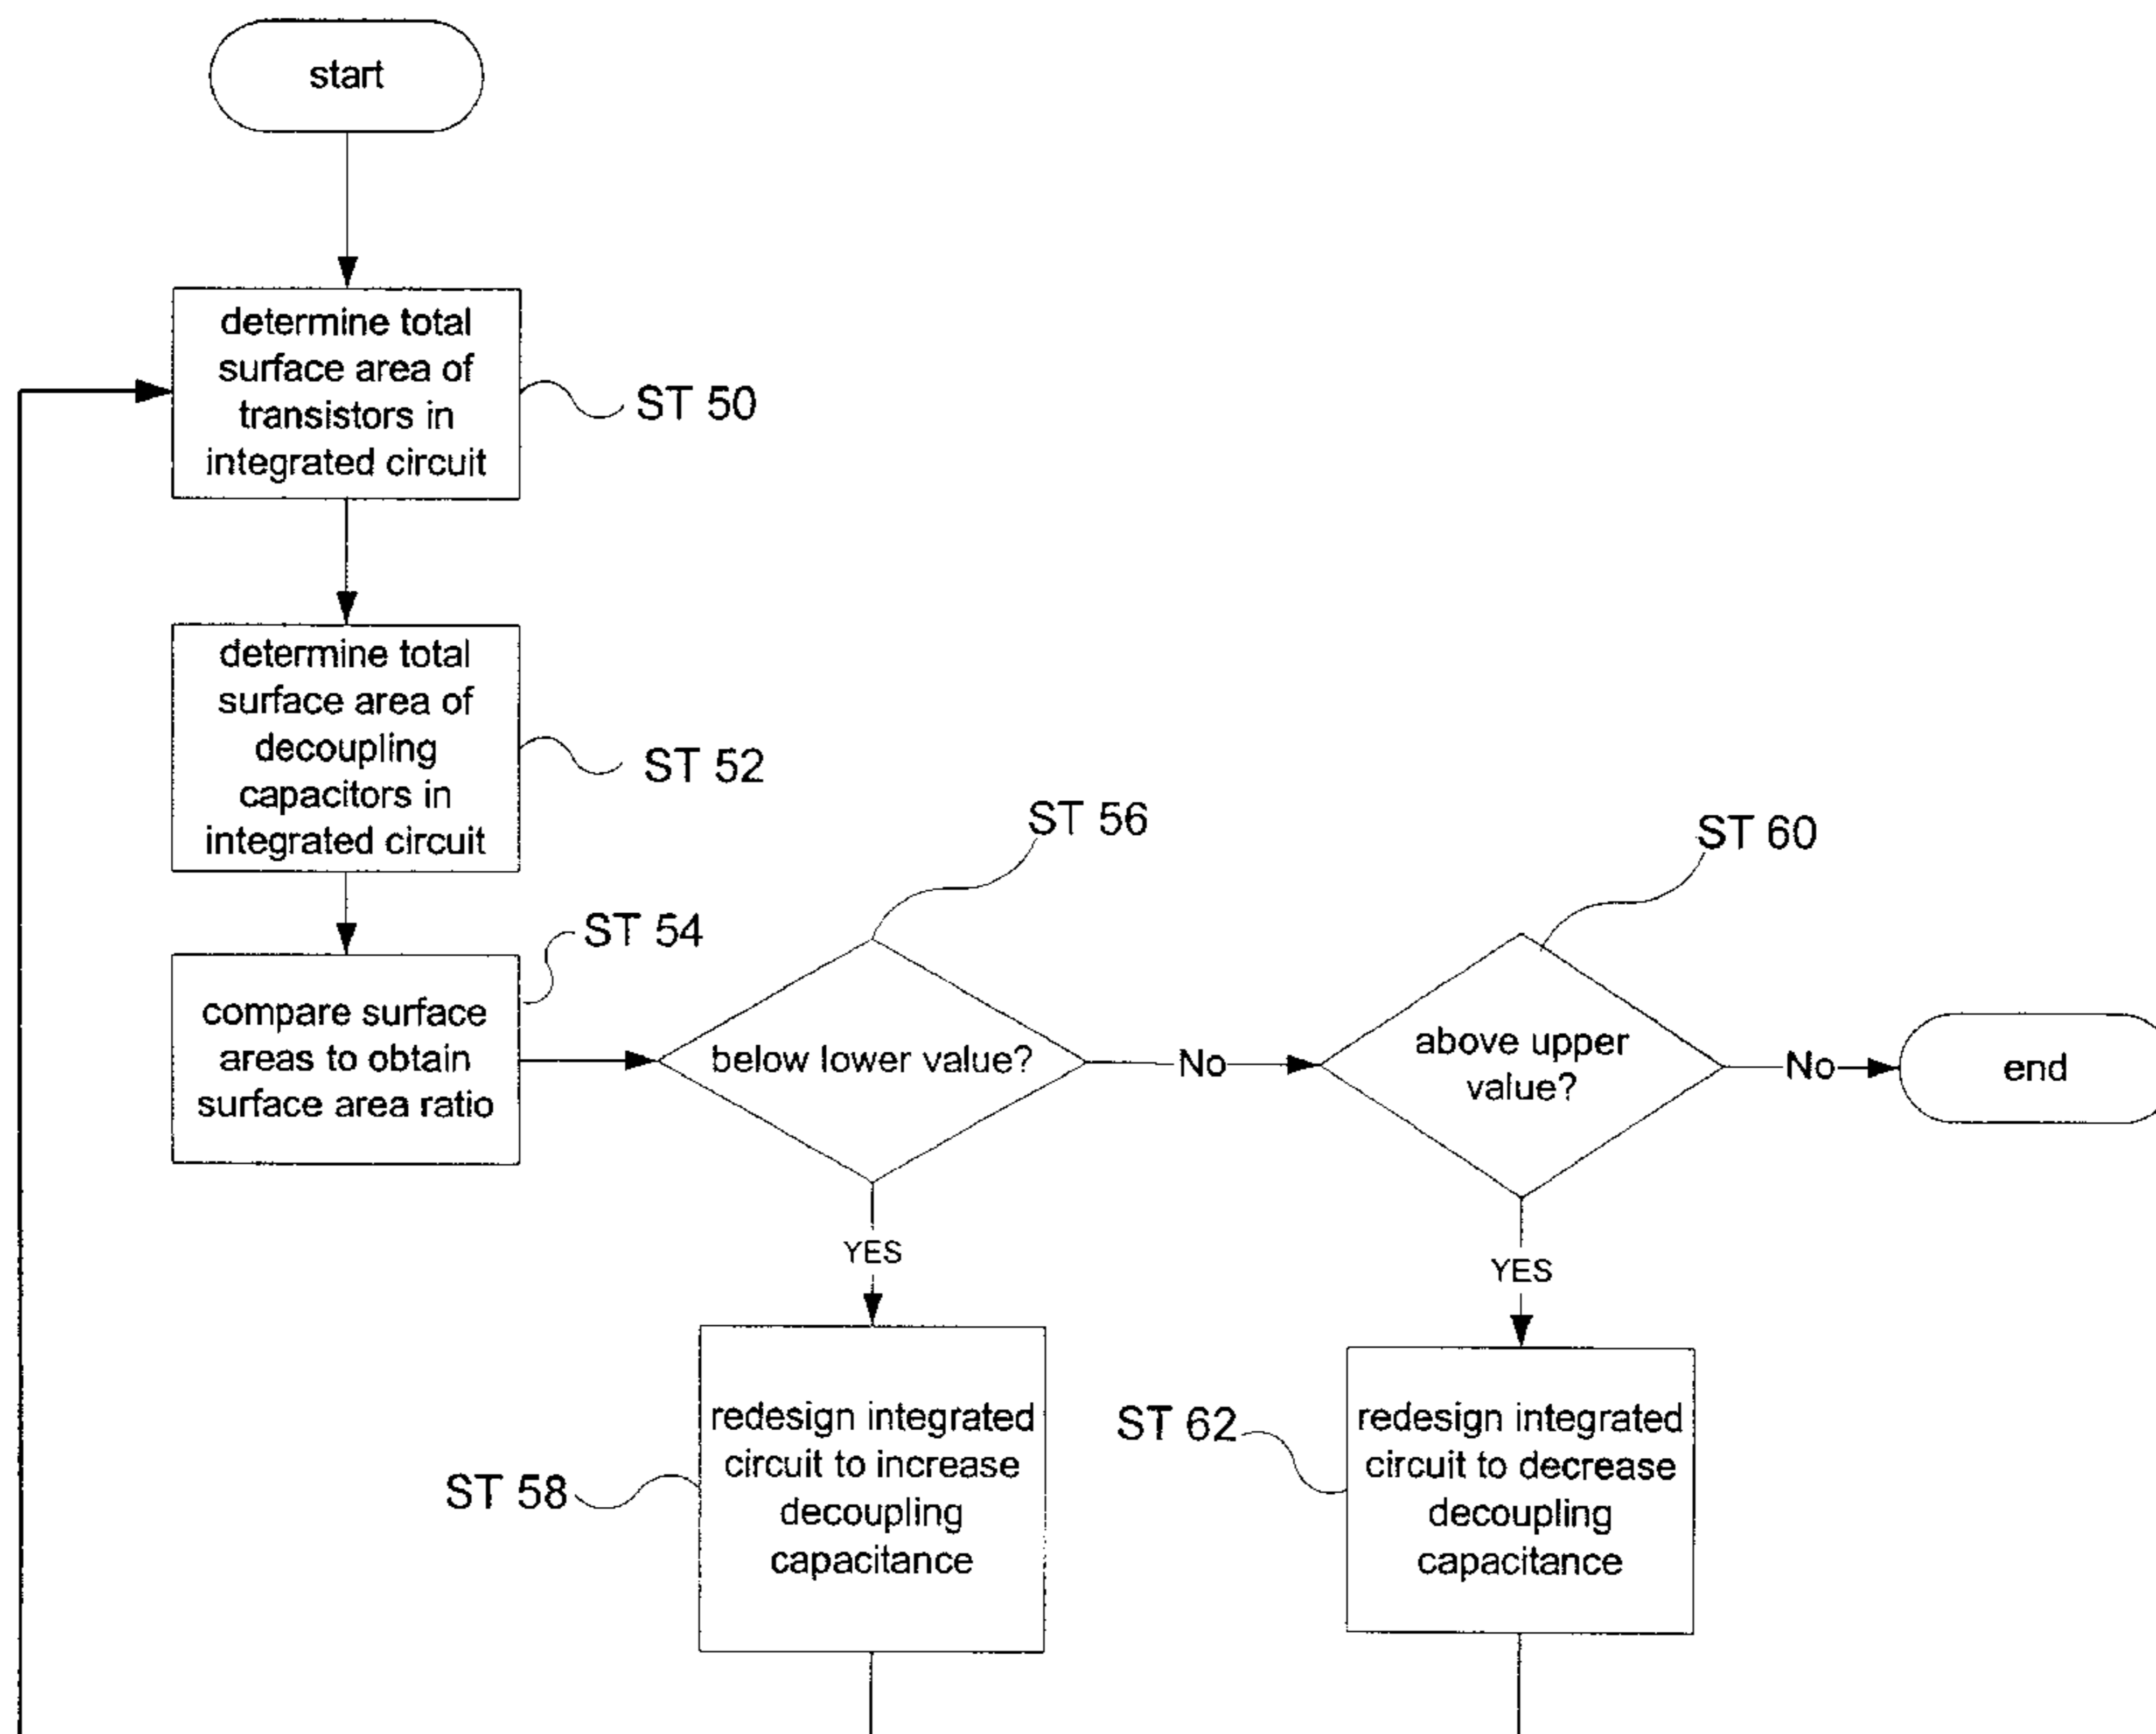 start
determine total
surface area of
transistors in
integrated circuit
ST 50
determine total
surface area of
decoupling
capacitors in
integrated circuit
ST 52
compare surface
areas to obtain
surface area ratio
ST 54
below lower value?
ST 56
No
above upper
value?
ST 60
No
end
YES
redesign integrated
circuit to increase
decoupling
capacitance
ST 58
YES
redesign integrated
circuit to decrease
decoupling
capacitance
ST 62